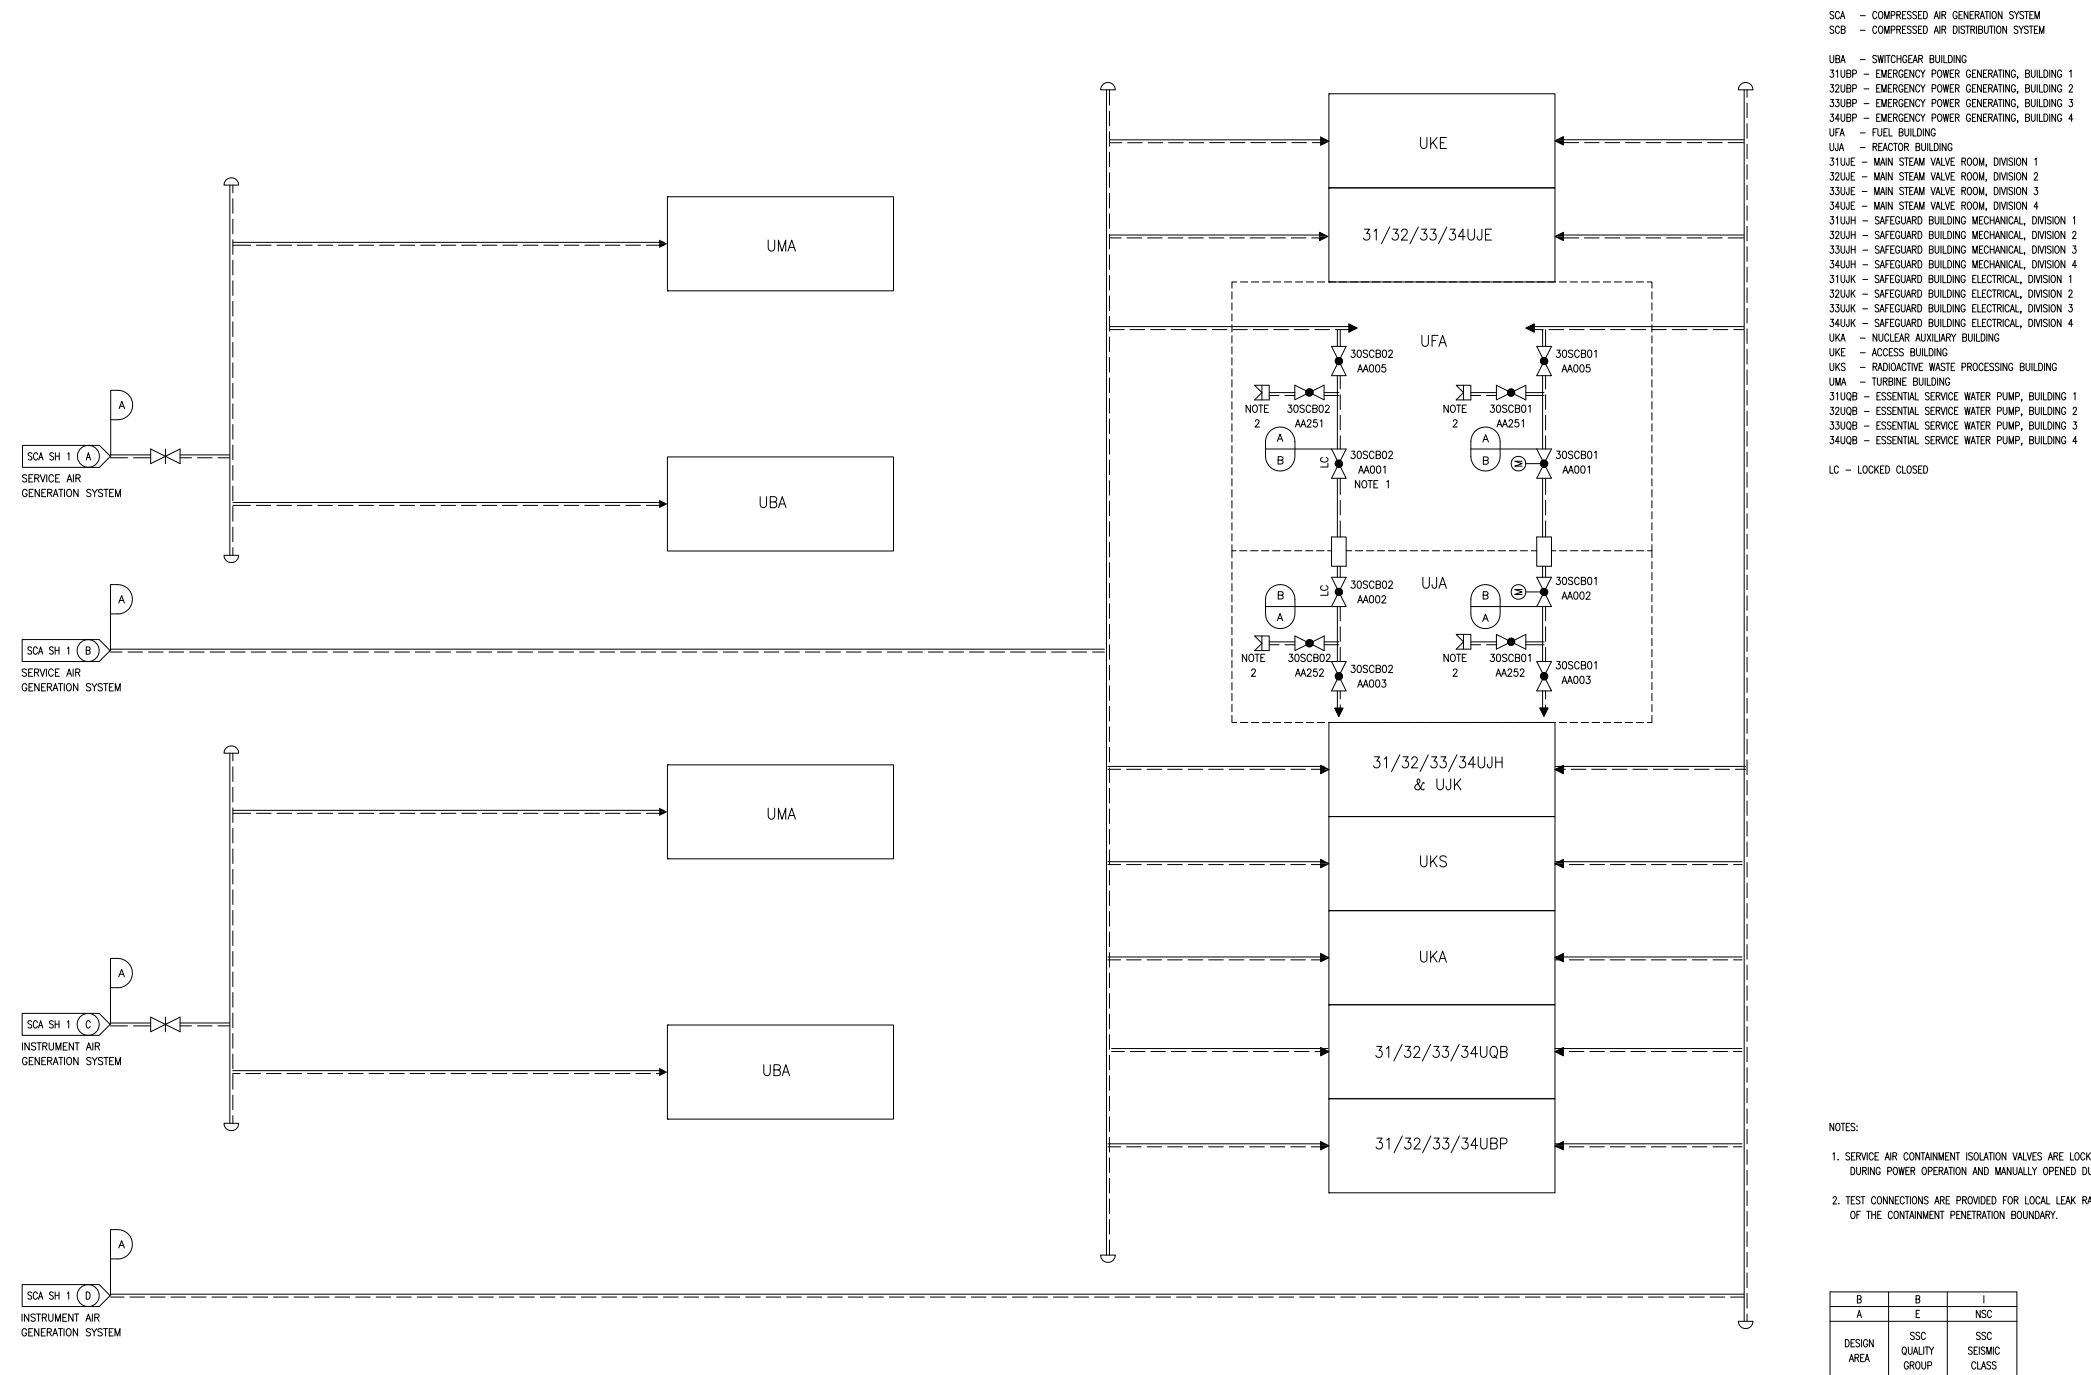 SCA – COMPRESSED AIR GENERATION SYSTEM
SCB – COMPRESSED AIR DISTRIBUTION SYSTEM
UBA – SWITCHGEAR BUILDING
31UBP – EMERGENCY POWER GENERATING, BUILDING 1
32UBP – EMERGENCY POWER GENERATING, BUILDING 2
33UBP – EMERGENCY POWER GENERATING, BUILDING 3
34UBP – EMERGENCY POWER GENERATING, BUILDING 4
UFA – FUEL BUILDING
UJA – REACTOR BUILDING
31UJE – MAIN STEAM VALVE ROOM, DIVISION 1
32UJE – MAIN STEAM VALVE ROOM, DIVISION 2
33UJE – MAIN STEAM VALVE ROOM, DIVISION 3
34UJE – MAIN STEAM VALVE ROOM, DIVISION 4
31UJH – SAFEGUARD BUILDING MECHANICAL, DIVISION 1
32UJH – SAFEGUARD BUILDING MECHANICAL, DIVISION 2
33UJH – SAFEGUARD BUILDING MECHANICAL, DIVISION 3
34UJH – SAFEGUARD BUILDING MECHANICAL, DIVISION 4
31UJK – SAFEGUARD BUILDING ELECTRICAL, DIVISION 1
32UJK – SAFEGUARD BUILDING ELECTRICAL, DIVISION 2
33UJK – SAFEGUARD BUILDING ELECTRICAL, DIVISION 3
34UJK – SAFEGUARD BUILDING ELECTRICAL, DIVISION 4
UKA – NUCLEAR AUXILIARY BUILDING
UKE – ACCESS BUILDING
UKS – RADIOACTIVE WASTE PROCESSING BUILDING
UMA – TURBINE BUILDING
31UQB – ESSENTIAL SERVICE WATER PUMP, BUILDING 1
32UQB – ESSENTIAL SERVICE WATER PUMP, BUILDING 2
33UQB – ESSENTIAL SERVICE WATER PUMP, BUILDING 3
34UQB – ESSENTIAL SERVICE WATER PUMP, BUILDING 4
LC – LOCKED CLOSED
A
SCA SH 1 A
SERVICE AIR
GENERATION SYSTEM
UMA
UBA
A
SCA SH 1 B
SERVICE AIR
GENERATION SYSTEM
A
SCA SH 1 C
INSTRUMENT AIR
GENERATION SYSTEM
UMA
UBA
A
SCA SH 1 D
INSTRUMENT AIR
GENERATION SYSTEM
UKE
31/32/33/34UJE
UFA
30SCB02
AA005
NOTE
2
30SCB02
AA251
A
B
LC
30SCB02
AA001
NOTE 1
30SCB01
AA005
NOTE
2
30SCB01
AA251
A
B
M
30SCB01
AA001
UJA
B
A
LC
30SCB02
AA002
NOTE
2
30SCB02
AA252
30SCB02
AA003
B
A
M
30SCB01
AA002
NOTE
2
30SCB01
AA252
30SCB01
AA003
31/32/33/34UJH
& UJK
UKS
UKA
31/32/33/34UQB
31/32/33/34UBP
NOTES:
1. SERVICE AIR CONTAINMENT ISOLATION VALVES ARE LOCK
DURING POWER OPERATION AND MANUALLY OPENED DU
2. TEST CONNECTIONS ARE PROVIDED FOR LOCAL LEAK RA
OF THE CONTAINMENT PENETRATION BOUNDARY.
B B I
A E NSC
DESIGN
AREA
SSC
QUALITY
GROUP
SSC
SEISMIC
CLASS